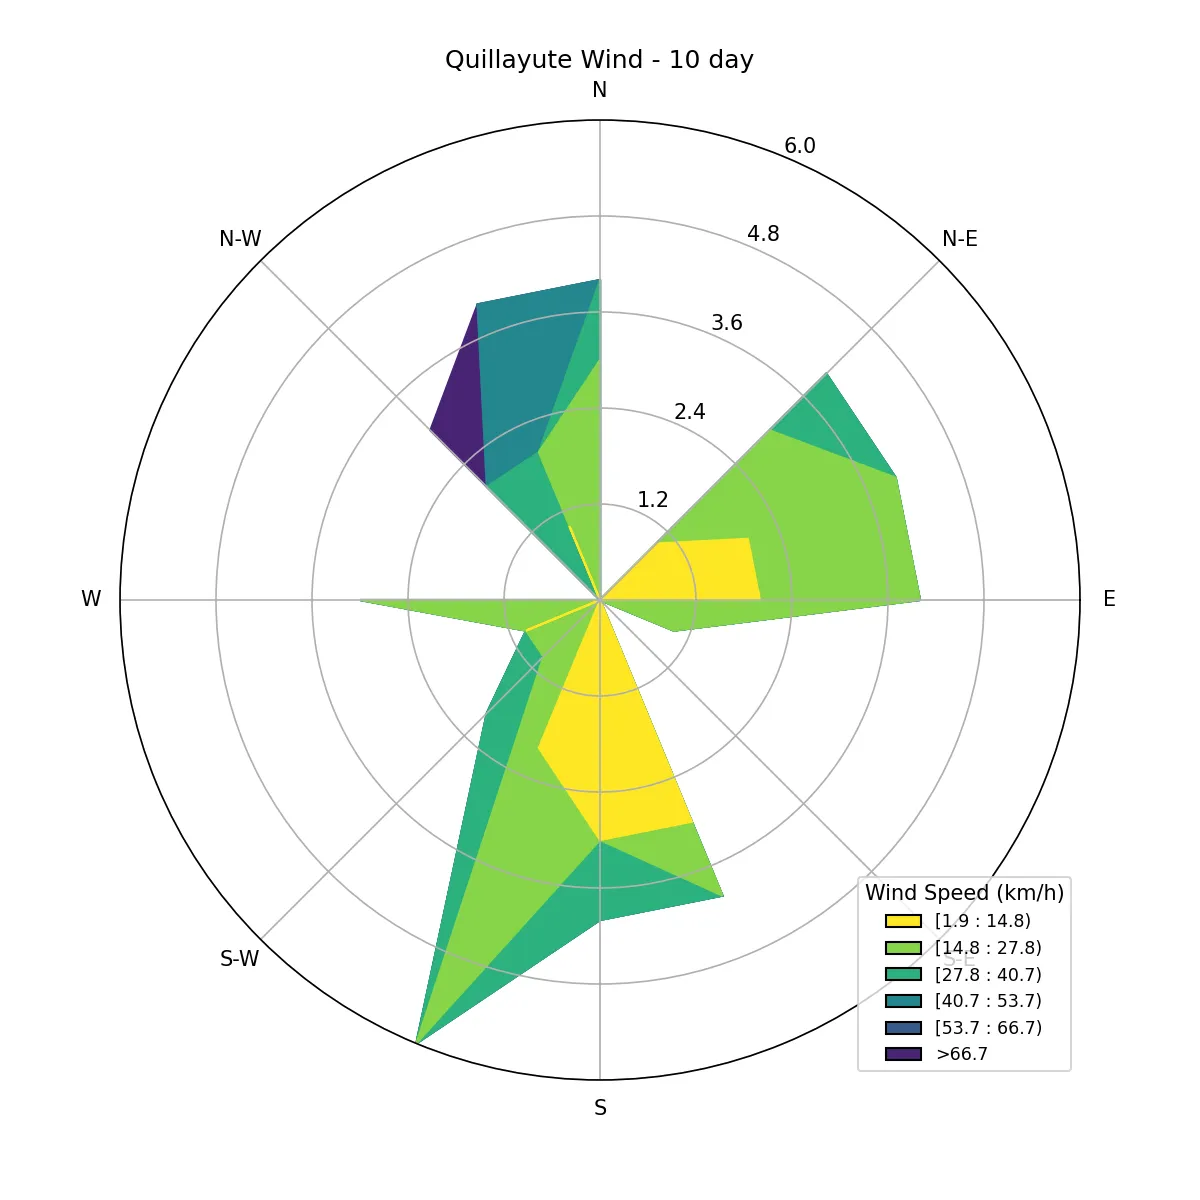 Quillayute Wind - 10 day
N
6.0
N-W
4.8
N-E
3.6
2.4
1.2
W
E
S-W
S-E
S
Wind Speed (km/h)
[1.9 : 14.8)
[14.8 : 27.8)
[27.8 : 40.7)
[40.7 : 53.7)
[53.7 : 66.7)
>66.7